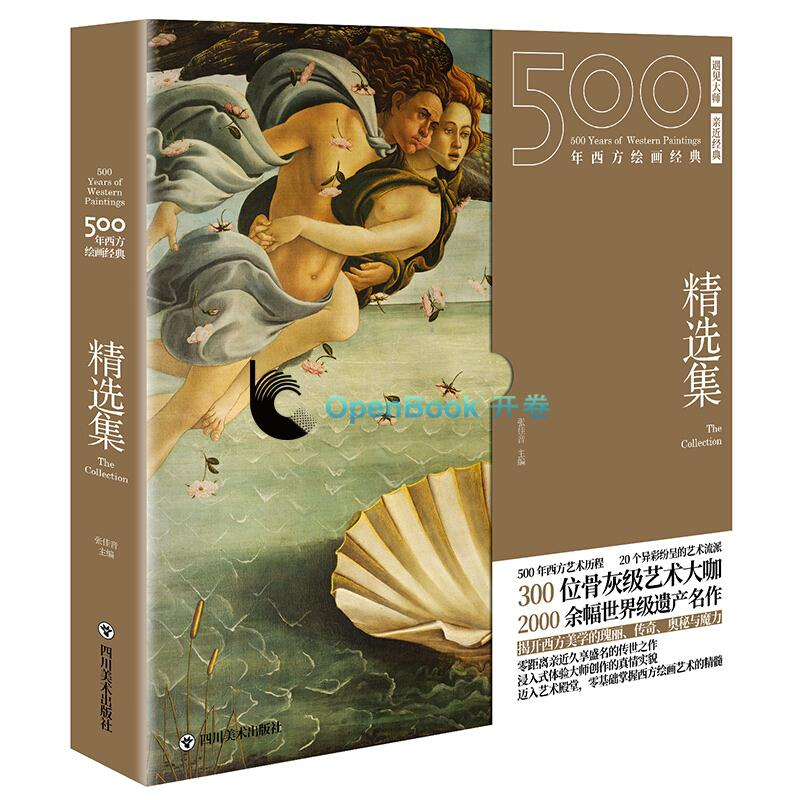 500
Years of
Western
Paintings
500
年西方
绘画经典
精选集
The
Collection
张佳音
主编
四川美术出版社
四川美术出版社
500
500 Years of Western Paintings
年西方绘画经典
遇见大师
亲近经典
精选集
The
Collection
张佳音 主编
OpenBook 开卷
500 年西方艺术历程 20 个异彩纷呈的艺术流派
300 位骨灰级艺术大咖
2000 余幅世界级遗产名作
揭开西方美学的瑰丽、传奇、奥秘与魔力
零距离亲近久享盛名的传世之作
浸入式体验大师创作的真情实貌
迈入艺术殿堂，零基础掌握西方绘画艺术的精髓